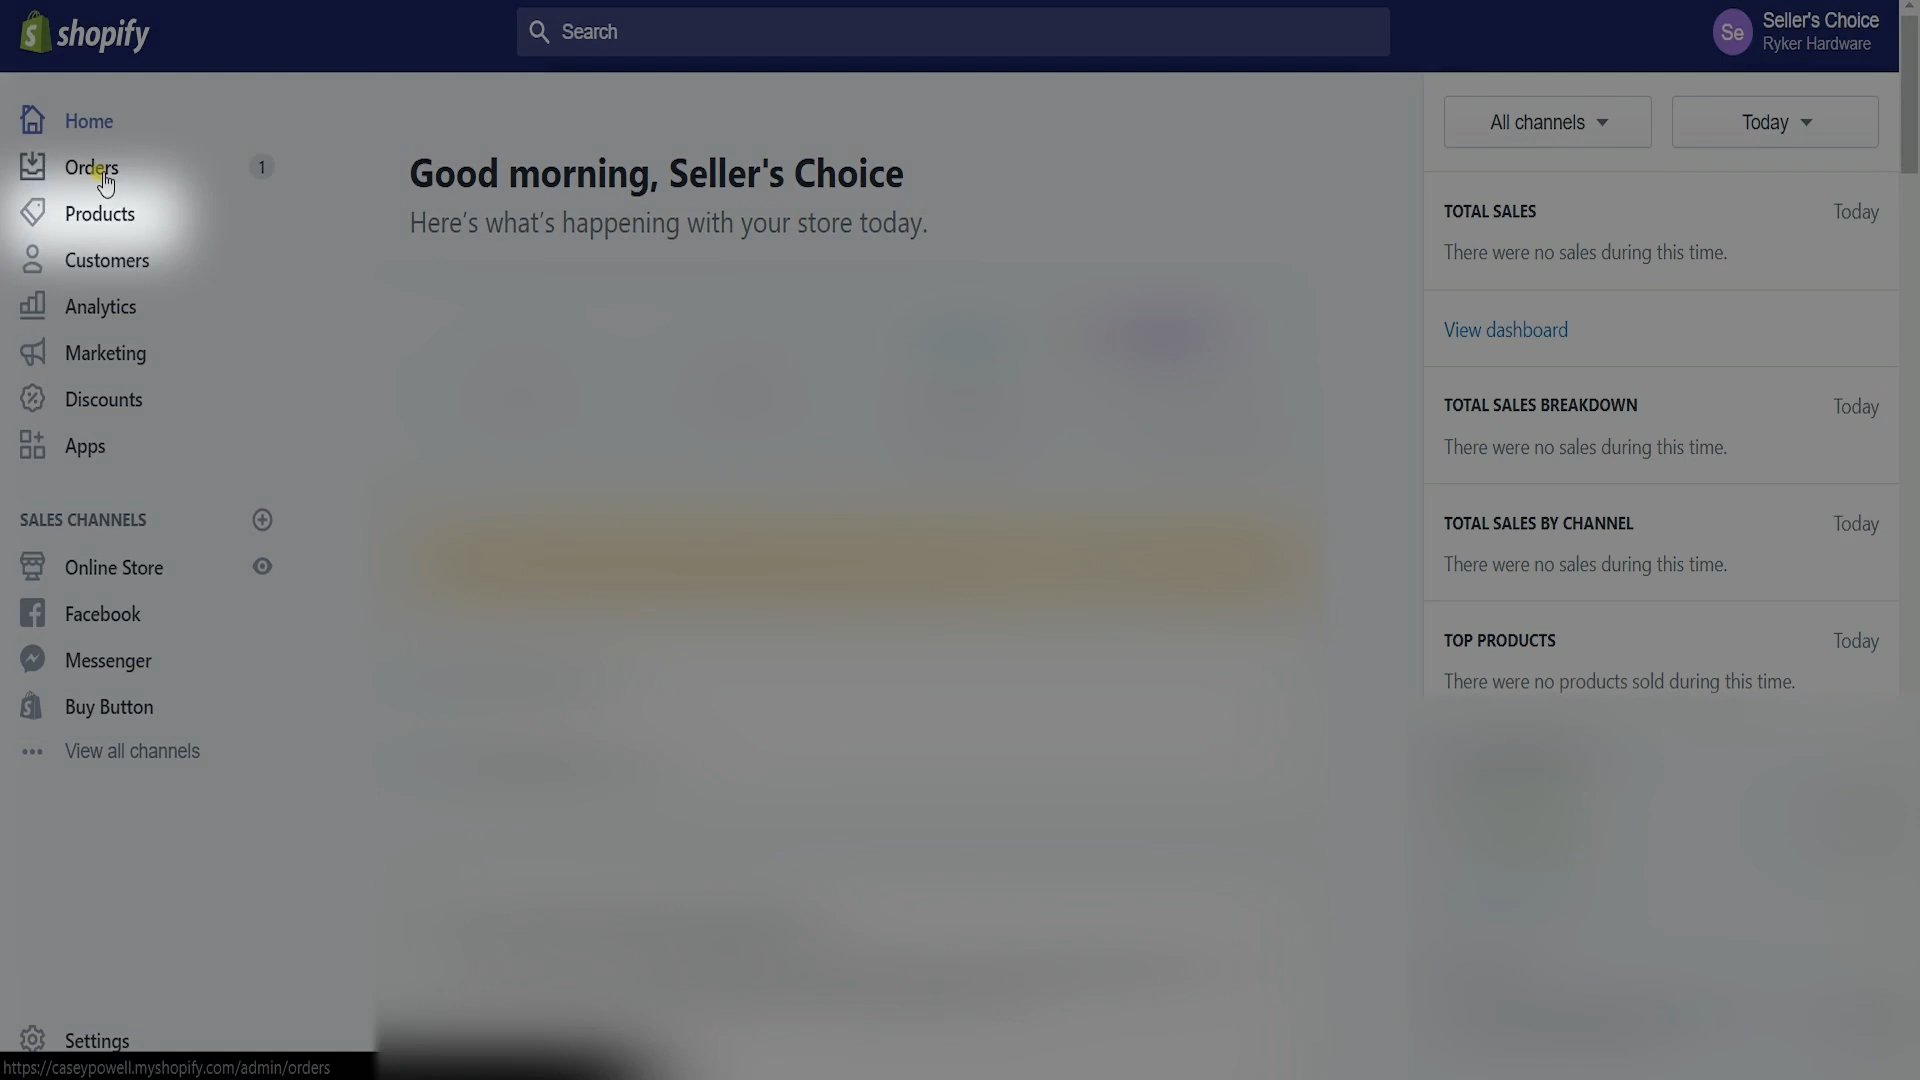 shopify
Search
Se
Seller's Choice
Ryker Hardware
Home
Orders
1
Products
Customers
Analytics
Marketing
Discounts
Apps
SALES CHANNELS
Online Store
Facebook
Messenger
Buy Button
View all channels
Settings
https://caseypowell.myshopify.com/admin/orders
Good morning, Seller's Choice
Here's what's happening with your store today.
All channels
Today
TOTAL SALES Today
There were no sales during this time.
View dashboard
TOTAL SALES BREAKDOWN Today
There were no sales during this time.
TOTAL SALES BY CHANNEL Today
There were no sales during this time.
TOP PRODUCTS Today
There were no products sold during this time.